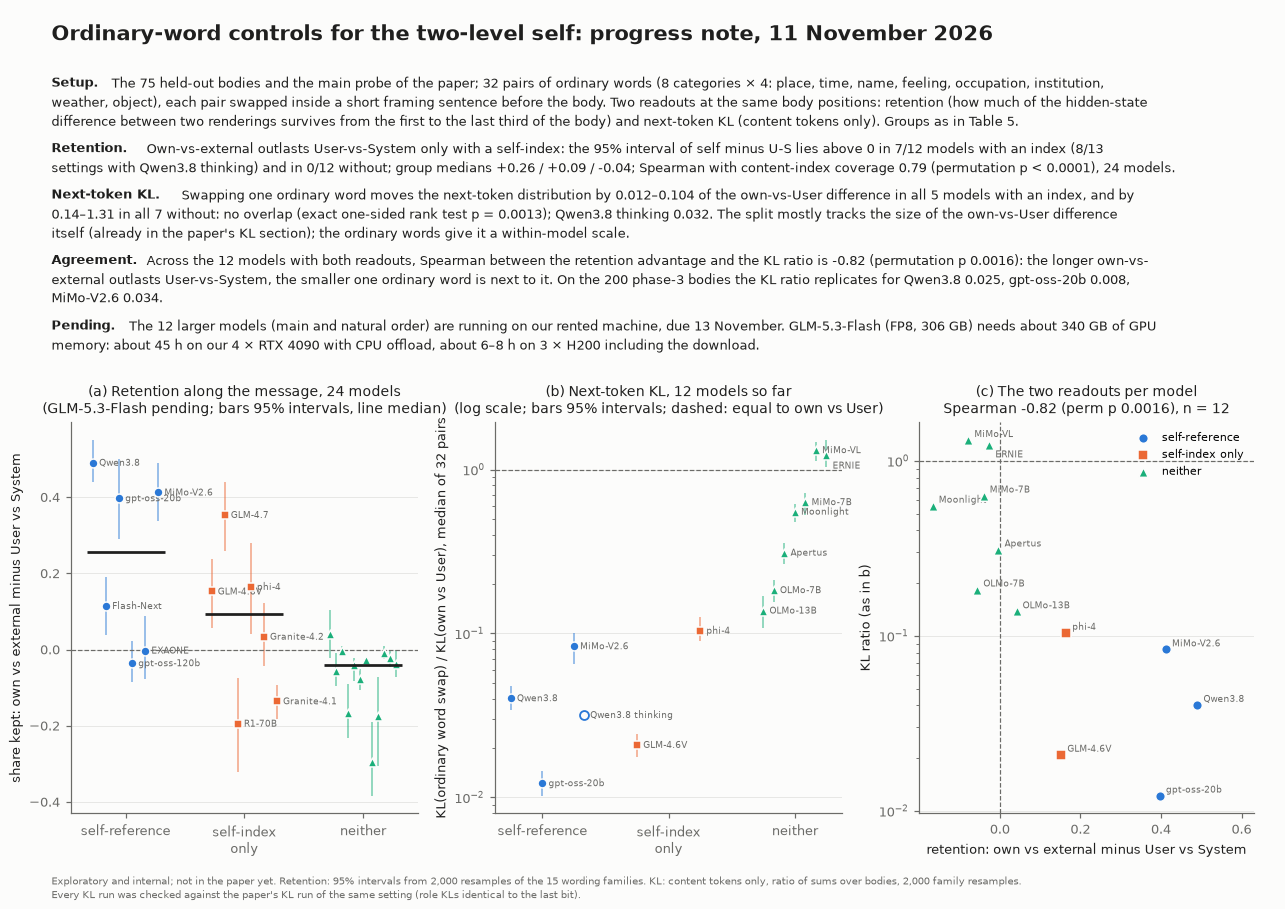 Ordinary-word controls for the two-level self: progress note, 11 November 2026
Setup. The 75 held-out bodies and the main probe of the paper; 32 pairs of ordinary words (8 categories × 4: place, time, name, feeling, occupation, institution,
weather, object), each pair swapped inside a short framing sentence before the body. Two readouts at the same body positions: retention (how much of the hidden-state
difference between two renderings survives from the first to the last third of the body) and next-token KL (content tokens only). Groups as in Table 5.
Retention. Own-vs-external outlasts User-vs-System only with a self-index: the 95% interval of self minus U-S lies above 0 in 7/12 models with an index (8/13
settings with Qwen3.8 thinking) and in 0/12 without; group medians +0.26 / +0.09 / -0.04; Spearman with content-index coverage 0.79 (permutation p < 0.0001), 24 models.
Next-token KL. Swapping one ordinary word moves the next-token distribution by 0.012–0.104 of the own-vs-User difference in all 5 models with an index, and by
0.14–1.31 in all 7 without: no overlap (exact one-sided rank test p = 0.0013); Qwen3.8 thinking 0.032. The split mostly tracks the size of the own-vs-User difference
itself (already in the paper's KL section); the ordinary words give it a within-model scale.
Agreement. Across the 12 models with both readouts, Spearman between the retention advantage and the KL ratio is -0.82 (permutation p 0.0016): the longer own-vs-
external outlasts User-vs-System, the smaller one ordinary word is next to it. On the 200 phase-3 bodies the KL ratio replicates for Qwen3.8 0.025, gpt-oss-20b 0.008,
MiMo-V2.6 0.034.
Pending. The 12 larger models (main and natural order) are running on our rented machine, due 13 November. GLM-5.3-Flash (FP8, 306 GB) needs about 340 GB of GPU
memory: about 45 h on our 4 × RTX 4090 with CPU offload, about 6–8 h on 3 × H200 including the download.
(a) Retention along the message, 24 models
(GLM-5.3-Flash pending; bars 95% intervals, line median)
share kept: own vs external minus User vs System
0.4
0.2
0.0
−0.2
−0.4
Qwen3.8
gpt-oss-20b
MiMo-V2.6
Flash-Next
EXAONE
gpt-oss-120b
GLM-4.7
GLM-4.6V
phi-4
Granite-4.2
Granite-4.1
R1-70B
self-reference
self-index
only
neither
(b) Next-token KL, 12 models so far
(log scale; bars 95% intervals; dashed: equal to own vs User)
KL(ordinary word swap) / KL(own vs User), median of 32 pairs
10⁰
10⁻¹
10⁻²
MiMo-VL
ERNIE
MiMo-7B
Moonlight
Apertus
OLMo-7B
OLMo-13B
phi-4
MiMo-V2.6
Qwen3.8
Qwen3.8 thinking
GLM-4.6V
gpt-oss-20b
self-reference
self-index
only
neither
(c) The two readouts per model
Spearman -0.82 (perm p 0.0016), n = 12
KL ratio (as in b)
10⁰
10⁻¹
10⁻²
self-reference
self-index only
neither
MiMo-VL
ERNIE
MiMo-7B
Moonlight
Apertus
OLMo-7B
OLMo-13B
phi-4
MiMo-V2.6
Qwen3.8
GLM-4.6V
gpt-oss-20b
0.0
0.2
0.4
0.6
retention: own vs external minus User vs System
Exploratory and internal; not in the paper yet. Retention: 95% intervals from 2,000 resamples of the 15 wording families. KL: content tokens only, ratio of sums over bodies, 2,000 family resamples.
Every KL run was checked against the paper's KL run of the same setting (role KLs identical to the last bit).